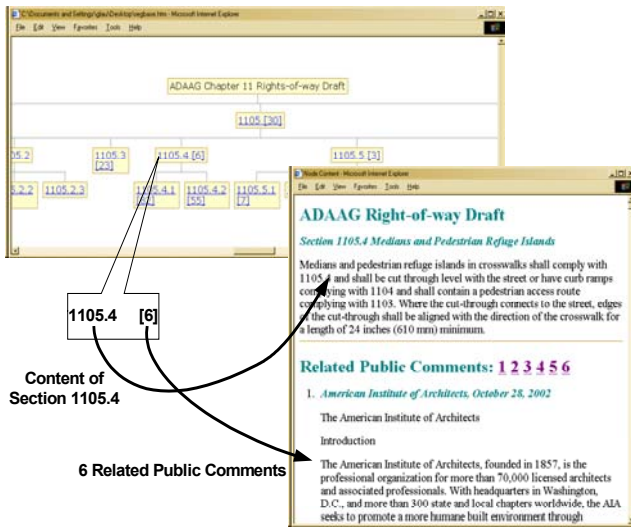 C:\Documents and Settings\glau\Desktop\vegbase.htm - Microsoft Internet Explorer
File Edit View Favorites Tools Help
ADAAG Chapter 11 Rights-of-way Draft
1105 [30]
05.2
1105.3
[23]
1105.4 [6]
1105.5 [3]
5.2.2
1105.2.3
1105.4.1
1105.4.2
[55]
1105.5.1
[7]
Node Content - Microsoft Internet Explorer
File Edit View Favorites Tools Help
ADAAG Right-of-way Draft
Section 1105.4 Medians and Pedestrian Refuge Islands
Medians and pedestrian refuge islands in crosswalks shall comply with
1105.4 and shall be cut through level with the street or have curb ramps
complying with 1104 and shall contain a pedestrian access route
complying with 1103. Where the cut-through connects to the street, edges
of the cut-through shall be aligned with the direction of the crosswalk for
a length of 24 inches (610 mm) minimum.
Related Public Comments: 1 2 3 4 5 6
1. American Institute of Architects, October 28, 2002
The American Institute of Architects
Introduction
The American Institute of Architects, founded in 1857, is the
professional organization for more than 70,000 licensed architects
and associated professionals. With headquarters in Washington,
D.C., and more than 300 state and local chapters worldwide, the AIA
seeks to promote a more humane built environment through
1105.4 [6]
Content of
Section 1105.4
6 Related Public Comments